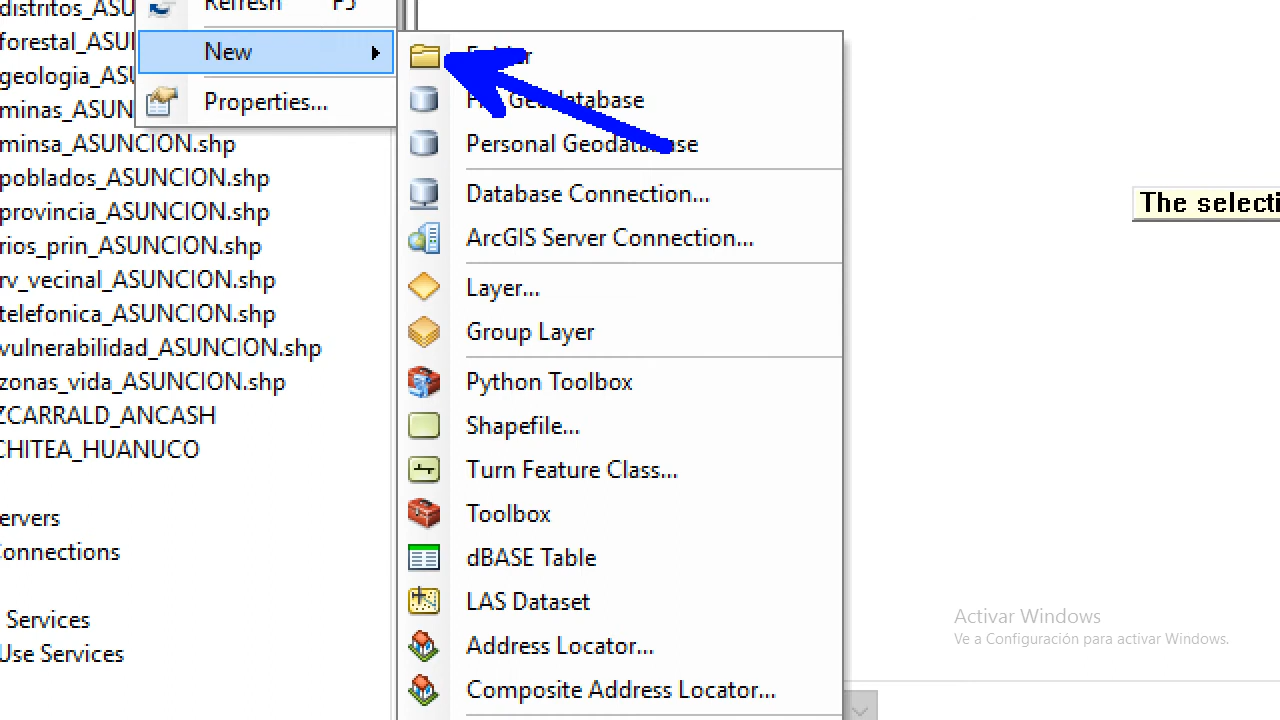 distritos_ASU
forestal_ASU
geologia_ASU
minas_ASUN
minsa_ASUNCION.shp
poblados_ASUNCION.shp
provincia_ASUNCION.shp
rios_prin_ASUNCION.shp
rv_vecinal_ASUNCION.shp
telefonica_ASUNCION.shp
vulnerabilidad_ASUNCION.shp
zonas_vida_ASUNCION.shp
ZCARRALD_ANCASH
CHITEA_HUANUCO
ervers
Connections
Services
Use Services
Refresh F5
New
Properties...
Geodatabase
Personal Geodatabase
Database Connection...
ArcGIS Server Connection...
Layer...
Group Layer
Python Toolbox
Shapefile...
Turn Feature Class...
Toolbox
dBASE Table
LAS Dataset
Address Locator...
Composite Address Locator...
The selecti
Activar Windows
Ve a Configuración para activar Windows.